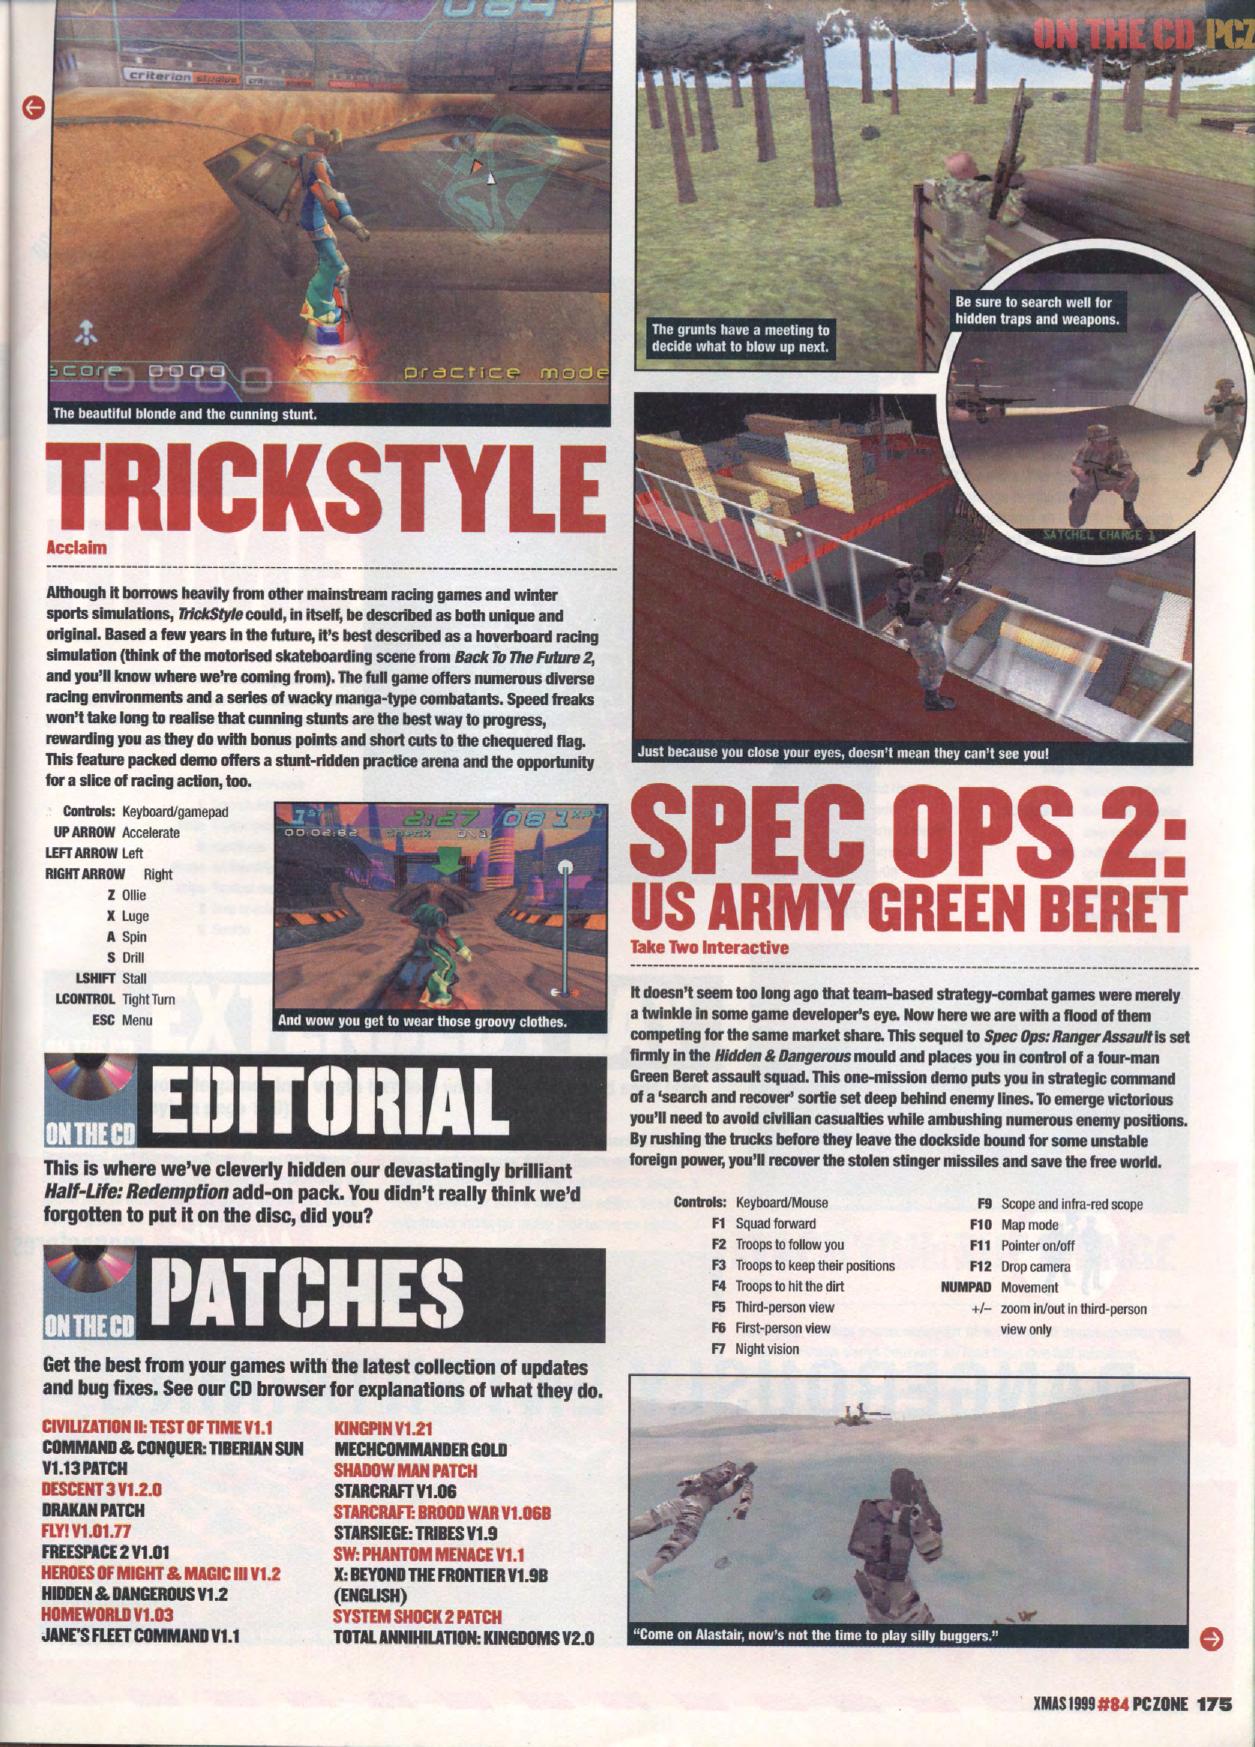 ON THE CD PCZ
criterion studios criterion
score 0000
practice mode
The beautiful blonde and the cunning stunt.
TRICKSTYLE
Acclaim
Although it borrows heavily from other mainstream racing games and winter
sports simulations, TrickStyle could, in itself, be described as both unique and
original. Based a few years in the future, it's best described as a hoverboard racing
simulation (think of the motorised skateboarding scene from Back To The Future 2,
and you'll know where we're coming from). The full game offers numerous diverse
racing environments and a series of wacky manga-type combatants. Speed freaks
won't take long to realise that cunning stunts are the best way to progress,
rewarding you as they do with bonus points and short cuts to the chequered flag.
This feature packed demo offers a stunt-ridden practice arena and the opportunity
for a slice of racing action, too.
Controls: Keyboard/gamepad
UP ARROW Accelerate
LEFT ARROW Left
RIGHT ARROW Right
Z Ollie
X Luge
A Spin
S Drill
LSHIFT Stall
LCONTROL Tight Turn
ESC Menu
1ST 2:27 081 XPH
00:02:82 check 0/1
And wow you get to wear those groovy clothes.
ON THE CD
EDITORIAL
This is where we've cleverly hidden our devastatingly brilliant
Half-Life: Redemption add-on pack. You didn't really think we'd
forgotten to put it on the disc, did you?
ON THE CD
PATCHES
Get the best from your games with the latest collection of updates
and bug fixes. See our CD browser for explanations of what they do.
CIVILIZATION II: TEST OF TIME V1.1
COMMAND & CONQUER: TIBERIAN SUN
V1.13 PATCH
DESCENT 3 V1.2.0
DRAKAN PATCH
FLY! V1.01.77
FREESPACE 2 V1.01
HEROES OF MIGHT & MAGIC III V1.2
HIDDEN & DANGEROUS V1.2
HOMEWORLD V1.03
JANE'S FLEET COMMAND V1.1
KINGPIN V1.21
MECHCOMMANDER GOLD
SHADOW MAN PATCH
STARCRAFT V1.06
STARCRAFT: BROOD WAR V1.06B
STARSIEGE: TRIBES V1.9
SW: PHANTOM MENACE V1.1
X: BEYOND THE FRONTIER V1.9B
(ENGLISH)
SYSTEM SHOCK 2 PATCH
TOTAL ANNIHILATION: KINGDOMS V2.0
The grunts have a meeting to
decide what to blow up next.
Be sure to search well for
hidden traps and weapons.
SATCHEL CHARGE 1
Just because you close your eyes, doesn't mean they can't see you!
SPEC OPS 2:
US ARMY GREEN BERET
Take Two Interactive
It doesn't seem too long ago that team-based strategy-combat games were merely
a twinkle in some game developer's eye. Now here we are with a flood of them
competing for the same market share. This sequel to Spec Ops: Ranger Assault is set
firmly in the Hidden & Dangerous mould and places you in control of a four-man
Green Beret assault squad. This one-mission demo puts you in strategic command
of a 'search and recover' sortie set deep behind enemy lines. To emerge victorious
you'll need to avoid civilian casualties while ambushing numerous enemy positions.
By rushing the trucks before they leave the dockside bound for some unstable
foreign power, you'll recover the stolen stinger missiles and save the free world.
Controls: Keyboard/Mouse
F1 Squad forward
F2 Troops to follow you
F3 Troops to keep their positions
F4 Troops to hit the dirt
F5 Third-person view
F6 First-person view
F7 Night vision
F9 Scope and infra-red scope
F10 Map mode
F11 Pointer on/off
F12 Drop camera
NUMPAD Movement
+/– zoom in/out in third-person
view only
"Come on Alastair, now's not the time to play silly buggers."
XMAS 1999 #84 PC ZONE 175